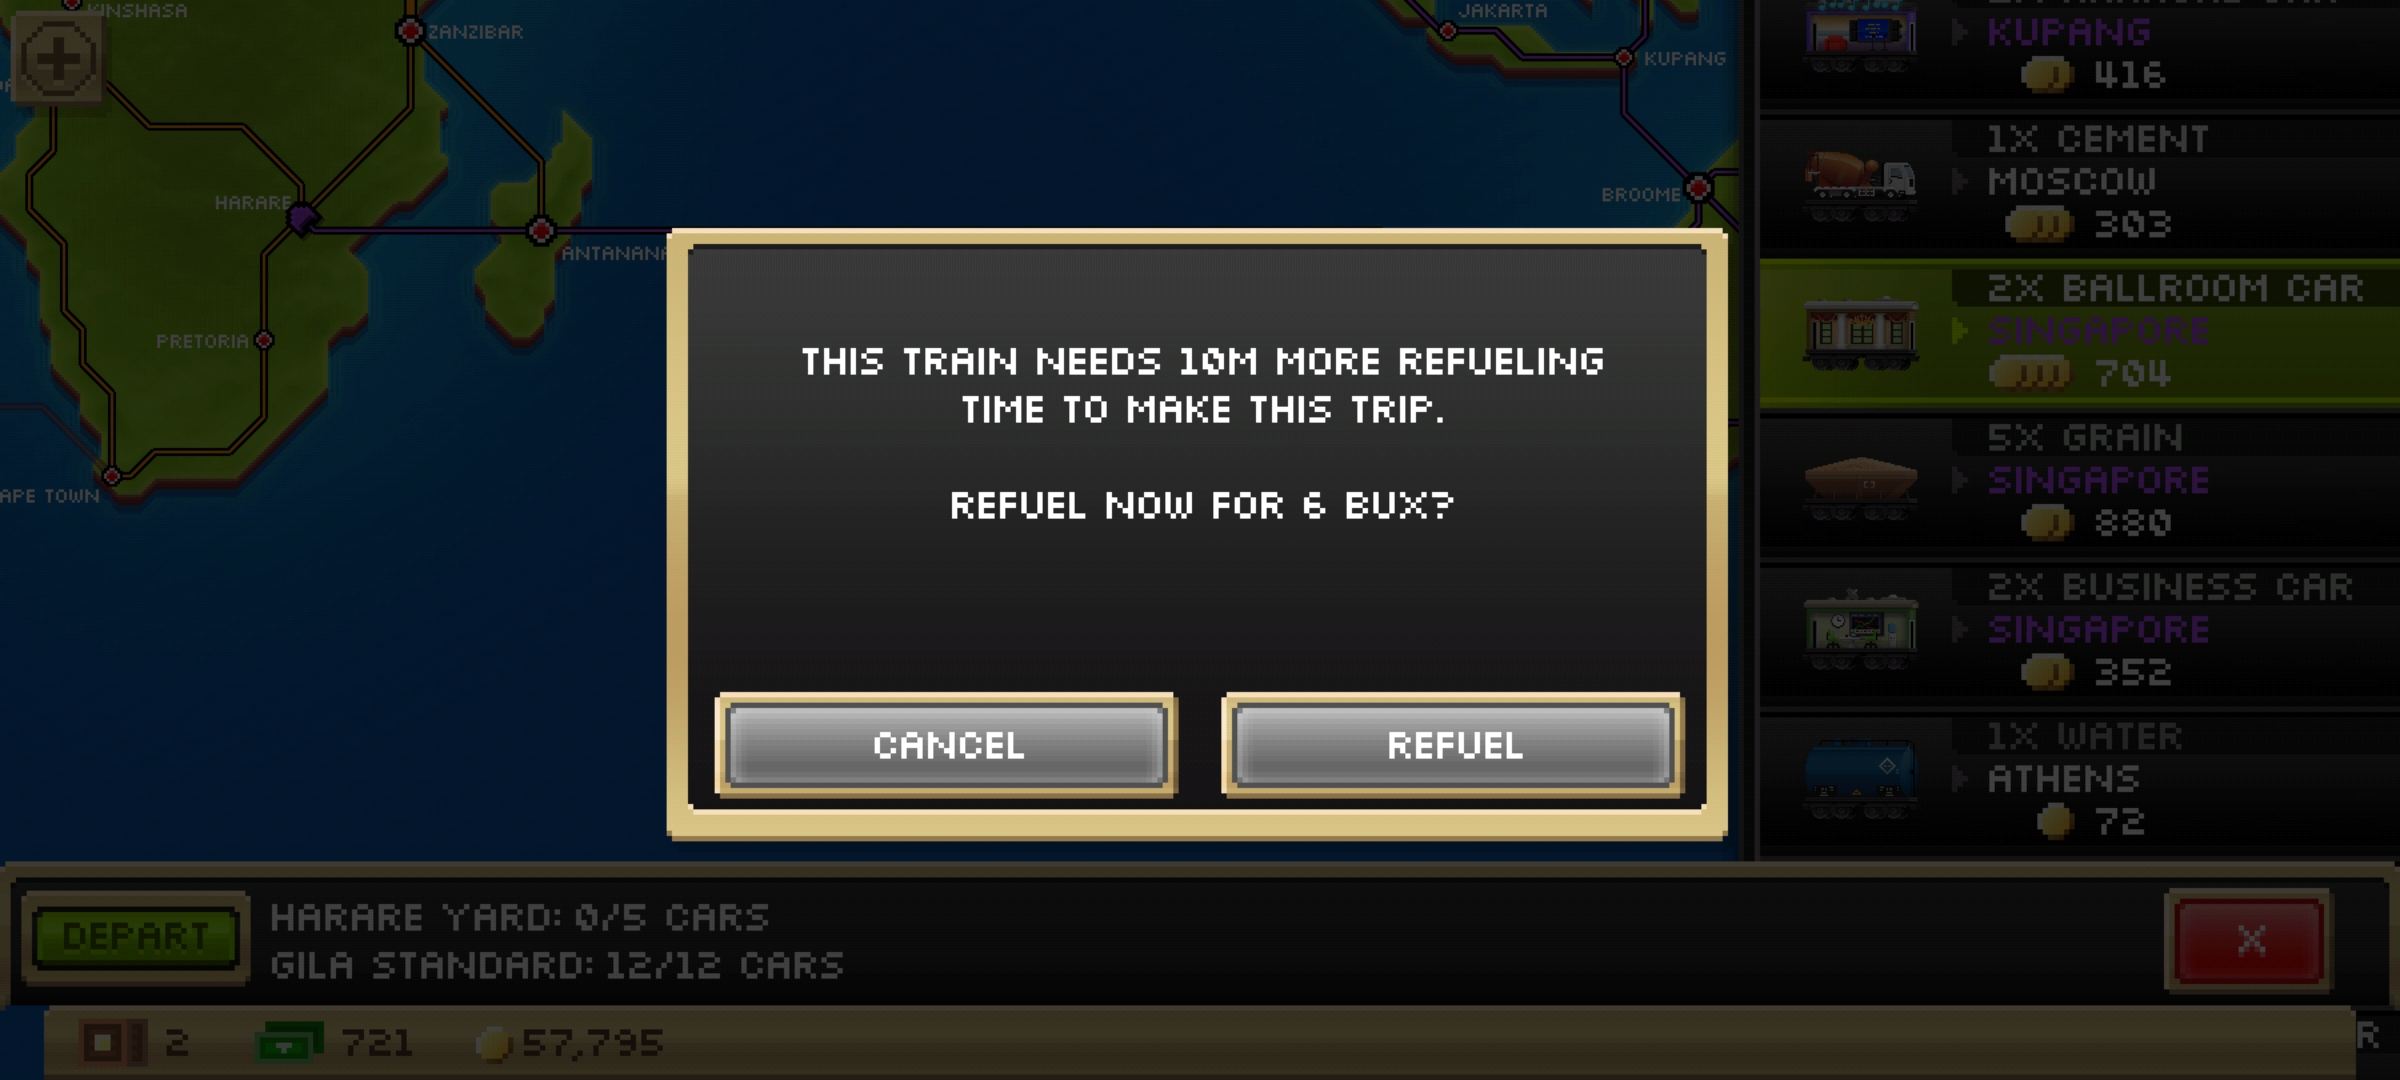 KINSHASA
ZANZIBAR
JAKARTA
KUPANG
HARARE
BROOME
ANTANANA
PRETORIA
APE TOWN
KUPANG
416
1X CEMENT
MOSCOW
303
2X BALLROOM CAR
SINGAPORE
704
5X GRAIN
SINGAPORE
880
2X BUSINESS CAR
SINGAPORE
352
1X WATER
ATHENS
72
THIS TRAIN NEEDS 10M MORE REFUELING
TIME TO MAKE THIS TRIP.
REFUEL NOW FOR 6 BUX?
CANCEL
REFUEL
DEPART
HARARE YARD: 0/5 CARS
GILA STANDARD: 12/12 CARS
X
2
721
57,795
R